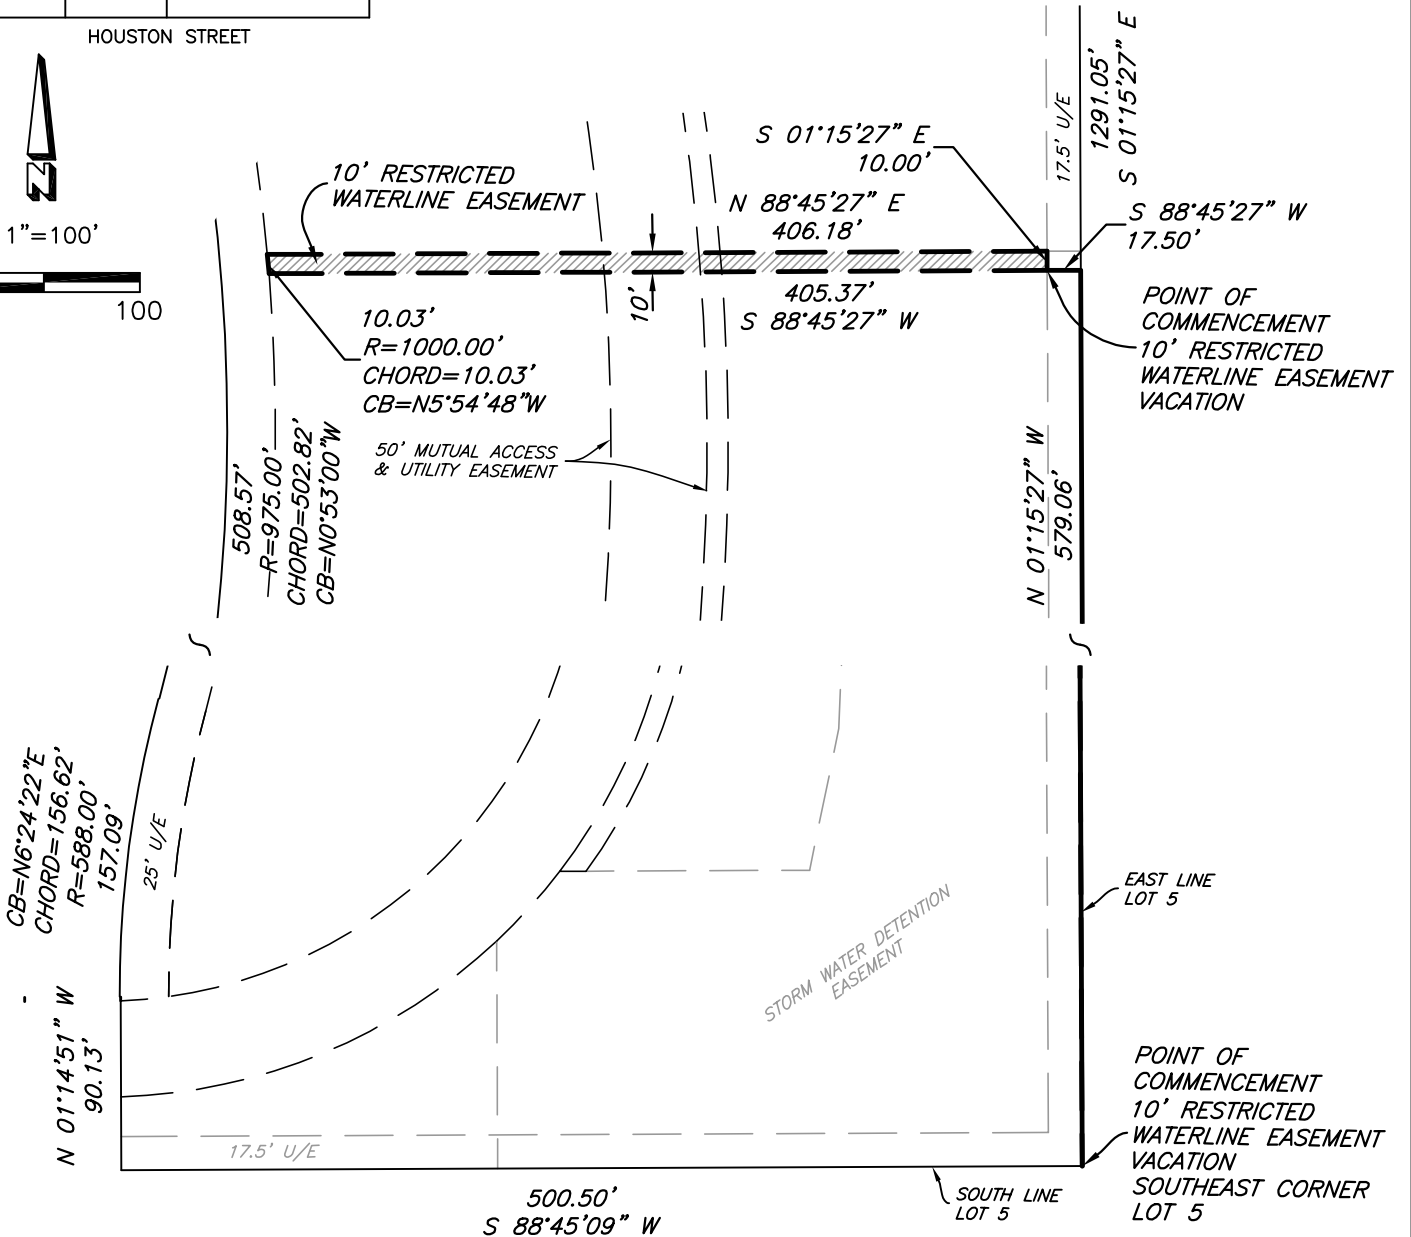 HOUSTON STREET
N
1"=100'
100
10' RESTRICTED
WATERLINE EASEMENT
S 01°15'27" E
10.00'
N 88°45'27" E
406.18'
17.5' U/E
1291.05'
S 01°15'27" E
S 88°45'27" W
17.50'
10'
405.37'
S 88°45'27" W
POINT OF
COMMENCEMENT
10' RESTRICTED
WATERLINE EASEMENT
VACATION
10.03'
R=1000.00'
CHORD=10.03'
CB=N5°54'48"W
50' MUTUAL ACCESS
& UTILITY EASEMENT
508.57'
R=975.00'
CHORD=502.82'
CB=N0°53'00"W
N 01°15'27" W
579.06'
CB=N6°24'22"E
CHORD=156.62'
R=588.00'
157.09'
25' U/E
EAST LINE
LOT 5
STORM WATER DETENTION
EASEMENT
N 01°14'51" W
90.13'
17.5' U/E
POINT OF
COMMENCEMENT
10' RESTRICTED
WATERLINE EASEMENT
VACATION
SOUTHEAST CORNER
LOT 5
500.50'
S 88°45'09" W
SOUTH LINE
LOT 5